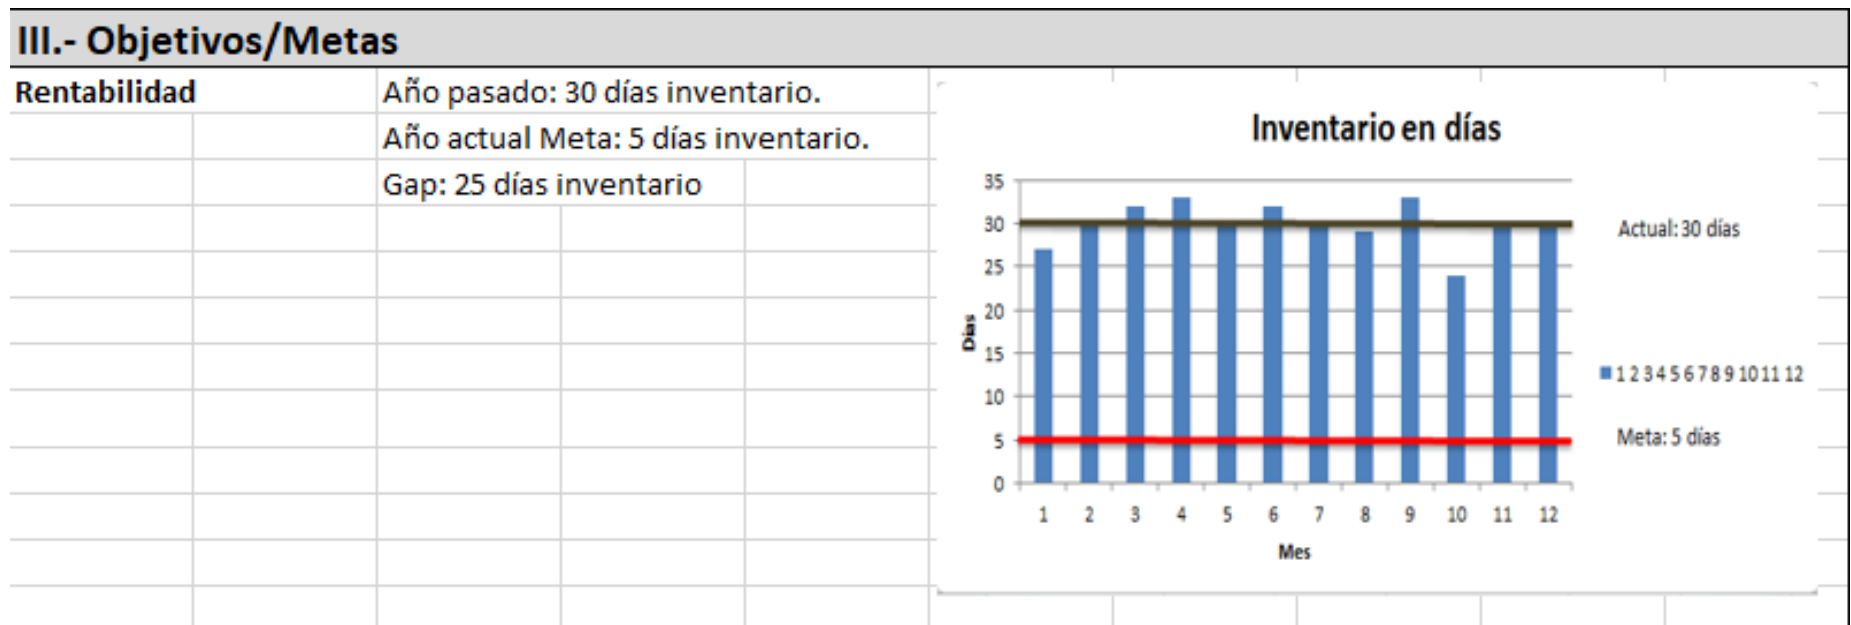 III.- Objetivos/Metas
Rentabilidad
Año pasado: 30 días inventario.
Año actual Meta: 5 días inventario.
Gap: 25 días inventario
Inventario en días
35
30
25
20
15
10
5
0
Días
1 2 3 4 5 6 7 8 9 10 11 12
Mes
Actual: 30 días
1 2 3 4 5 6 7 8 9 10 11 12
Meta: 5 días